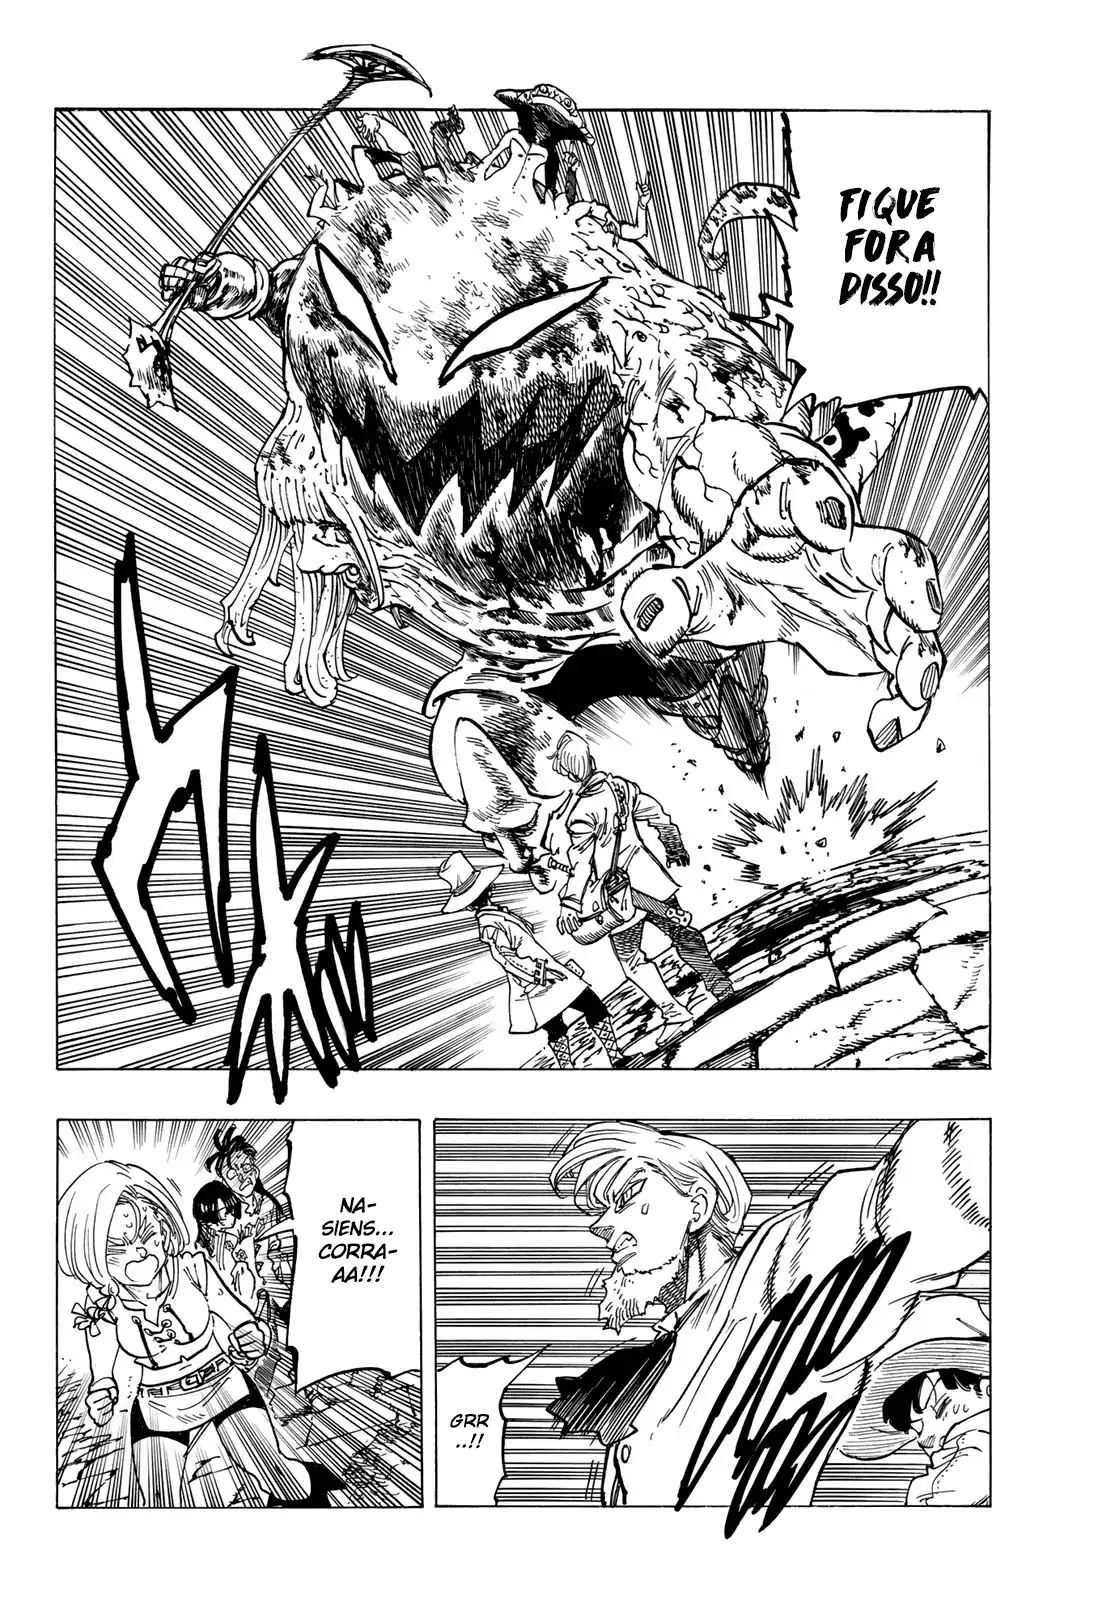 FIQUE
FORA
DISSO!!
GRR
..!!
NA-
SIENS...
CORRA-
AA!!!